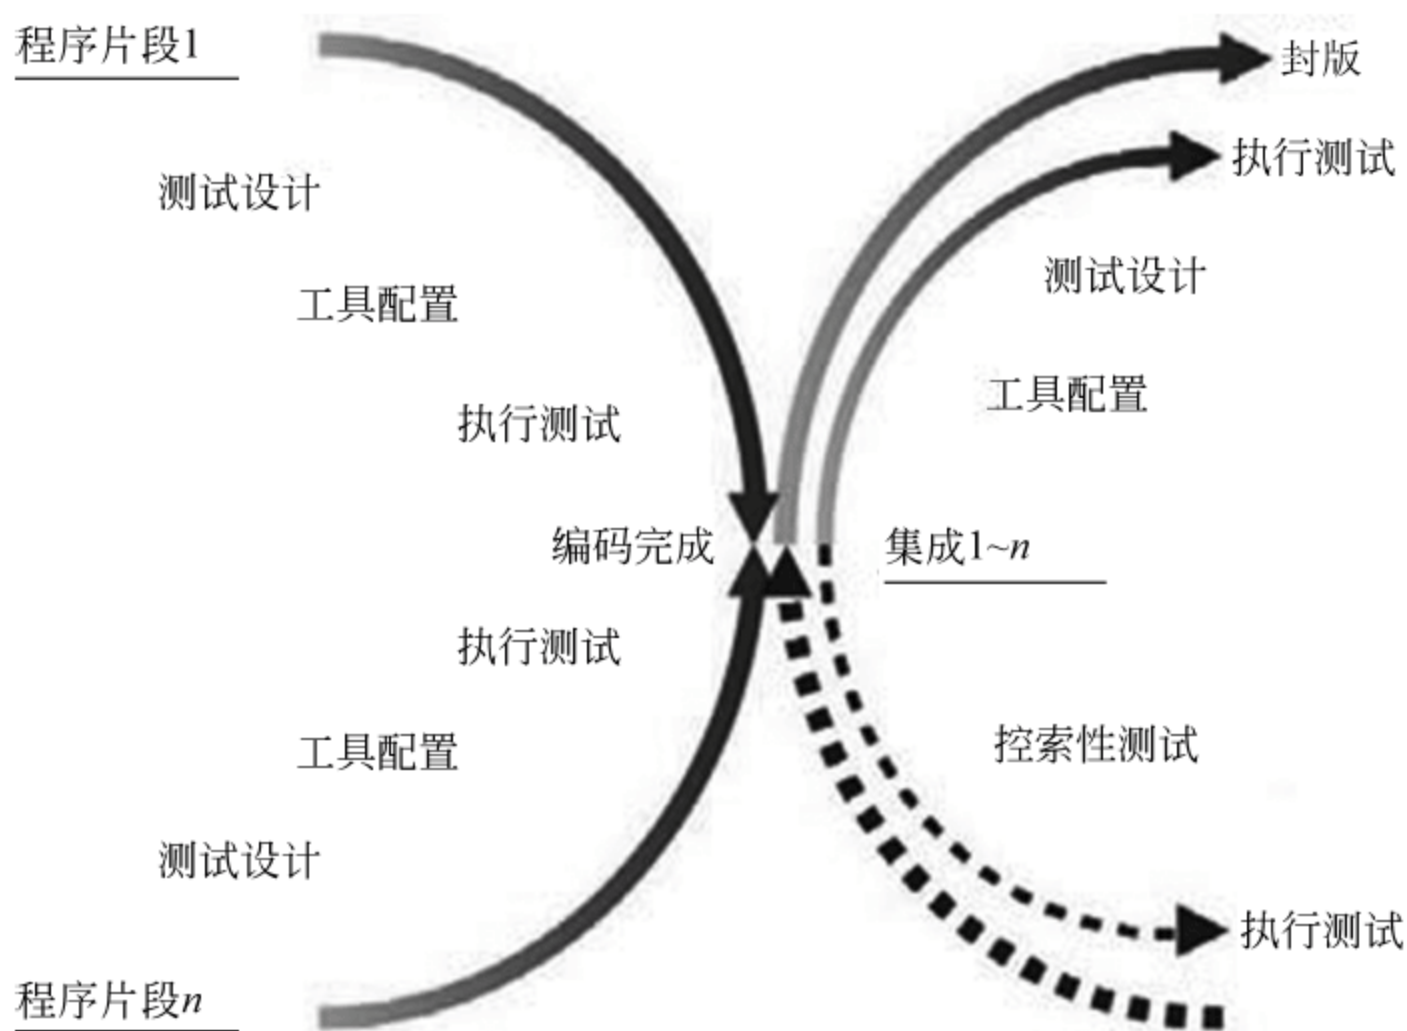 程序片段1
测试设计
工具配置
执行测试
编码完成
执行测试
工具配置
测试设计
程序片段n
封版
执行测试
测试设计
工具配置
集成1~n
控索性测试
执行测试